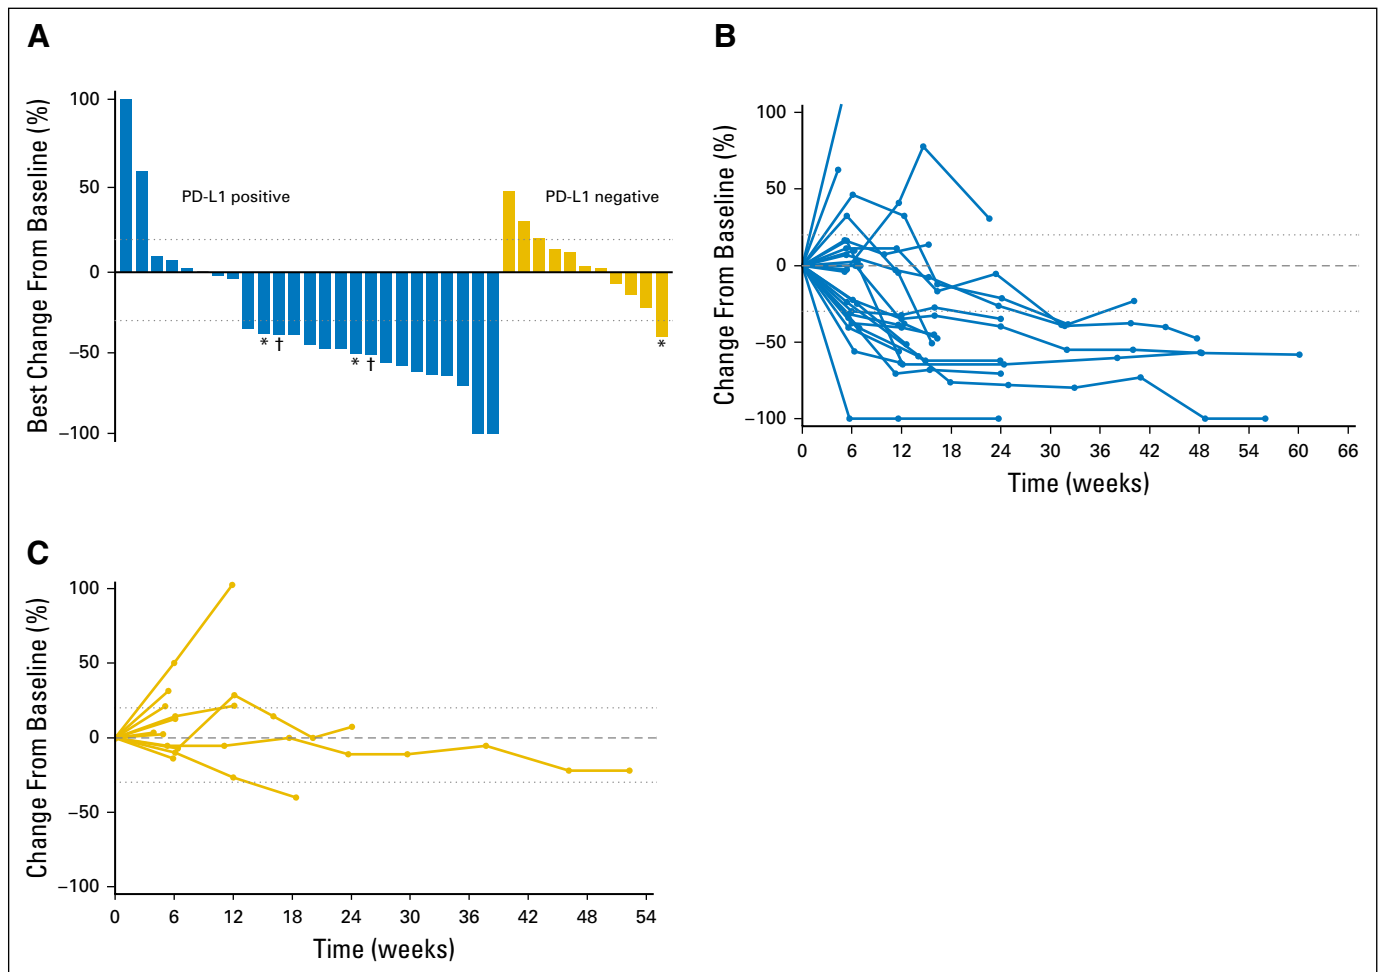 A
Best Change From Baseline (%)
100
50
0
−50
−100
PD-L1 positive
PD-L1 negative
* † * † *
B
Change From Baseline (%)
100
50
0
−50
−100
0 6 12 18 24 30 36 42 48 54 60 66
Time (weeks)
C
Change From Baseline (%)
100
50
0
−50
−100
0 6 12 18 24 30 36 42 48 54
Time (weeks)